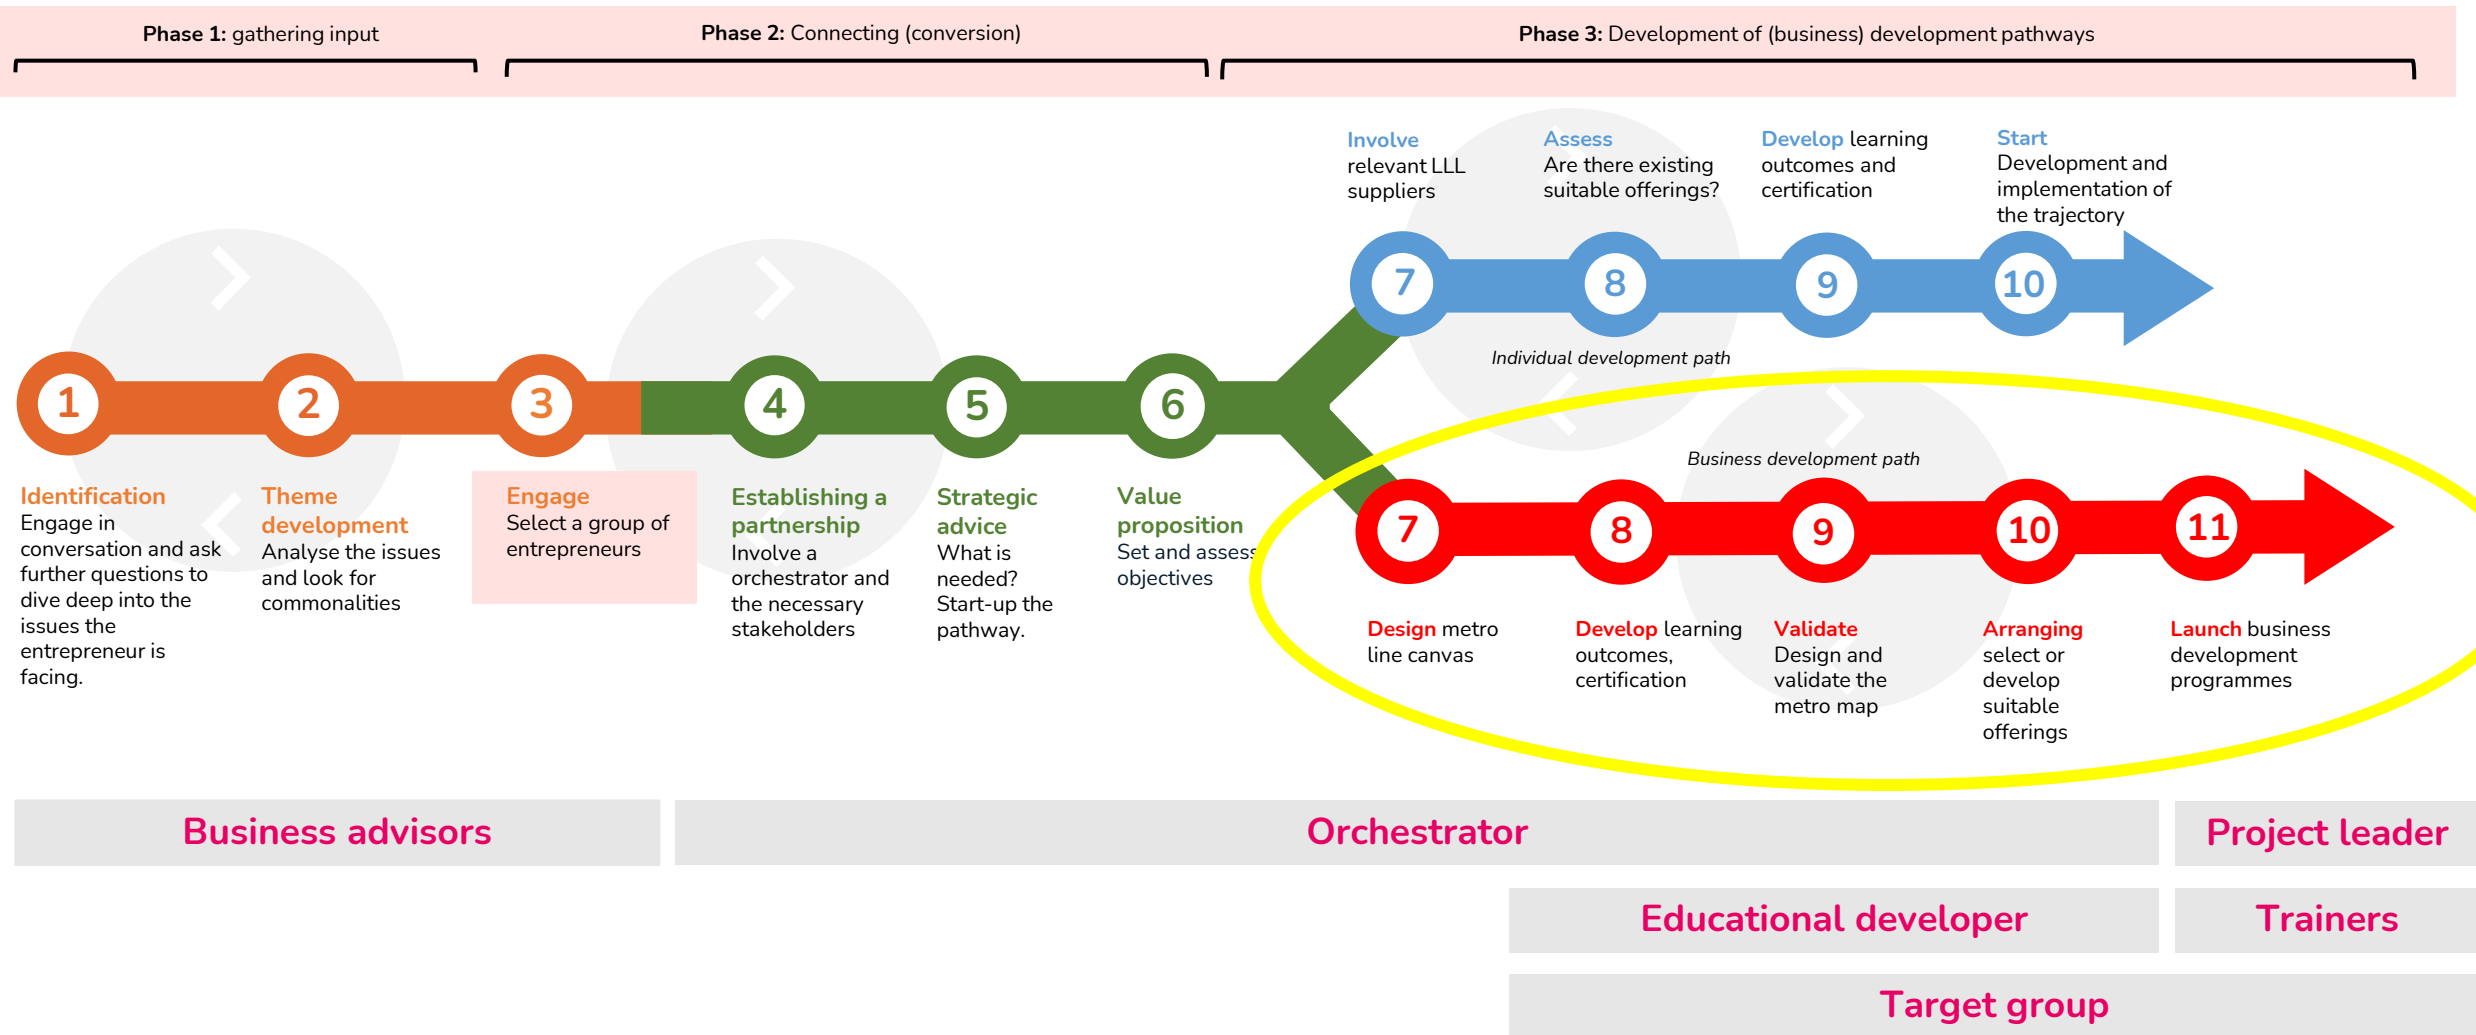 Phase 1: gathering input
Phase 2: Connecting (conversion)
Phase 3: Development of (business) development pathways
Involve
relevant LLL
suppliers
Assess
Are there existing
suitable offerings?
Develop learning
outcomes and
certification
Start
Development and
implementation of
the trajectory
7
8
9
10
Individual development path
1
2
3
4
5
6
Identification
Engage in
conversation and ask
further questions to
dive deep into the
issues the
entrepreneur is
facing.
Theme
development
Analyse the issues
and look for
commonalities
Engage
Select a group of
entrepreneurs
Establishing a
partnership
Involve a
orchestrator and
the necessary
stakeholders
Strategic
advice
What is
needed?
Start-up the
pathway.
Value
proposition
Set and assess
objectives
Business development path
7
8
9
10
11
Design metro
line canvas
Develop learning
outcomes,
certification
Validate
Design and
validate the
metro map
Arranging
select or
develop
suitable
offerings
Launch business
development
programmes
Business advisors
Orchestrator
Project leader
Educational developer
Trainers
Target group